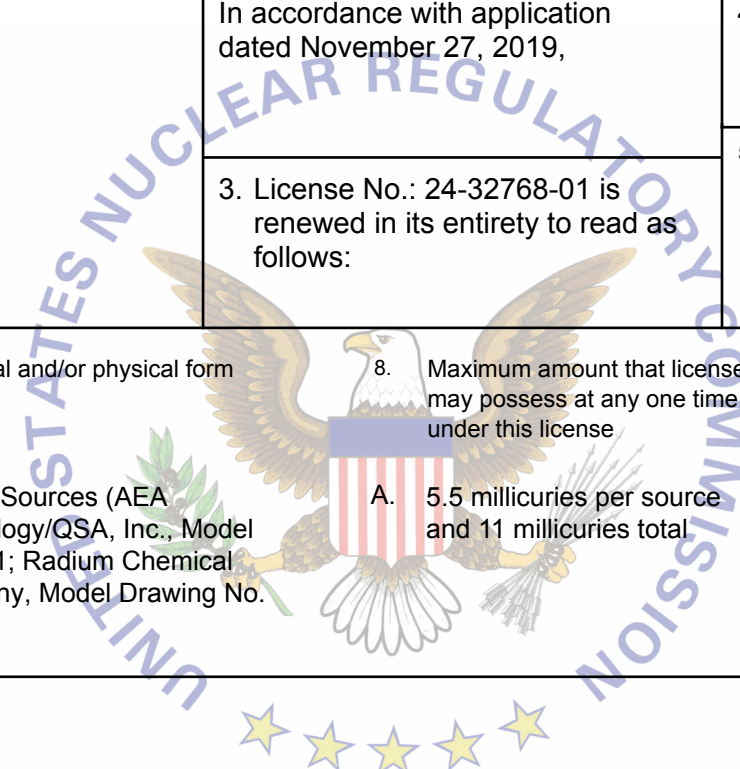 In accordance with application
dated November 27, 2019,
3. License No.: 24-32768-01 is
renewed in its entirety to read as
follows:
al and/or physical form
8. Maximum amount that license
may possess at any one time
under this license
Sources (AEA
logy/QSA, Inc., Model
1; Radium Chemical
ny, Model Drawing No.
A. 5.5 millicuries per source
and 11 millicuries total
UNITED STATES NUCLEAR REGULATORY COMMISSION